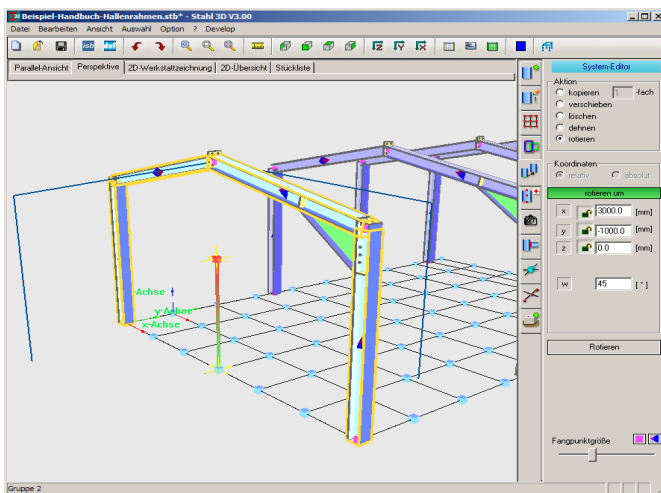 Beispiel-Handbuch-Hallenrahmen.stb* - Stahl 3D V3.00
Datei Bearbeiten Ansicht Auswahl Option ? Develop
isb dxf
Parallel-Ansicht Perspektive 2D-Werkstattzeichnung 2D-Übersicht Stückliste
System-Editor
Aktion
kopieren 1 -fach
verschieben
löschen
dehnen
rotieren
Koordinaten
relativ absolut
rotieren um
x 3000.0 [mm]
y -1000.0 [mm]
z 0.0 [mm]
w 45 [°]
Rotieren
-Achse
y-Achse
x-Achse
Fangpunktgröße
Gruppe 2